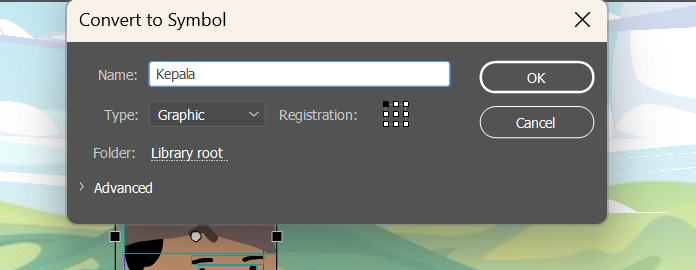 Convert to Symbol
Name: Kepala
OK
Type: Graphic Registration:
Cancel
Folder: Library root
Advanced